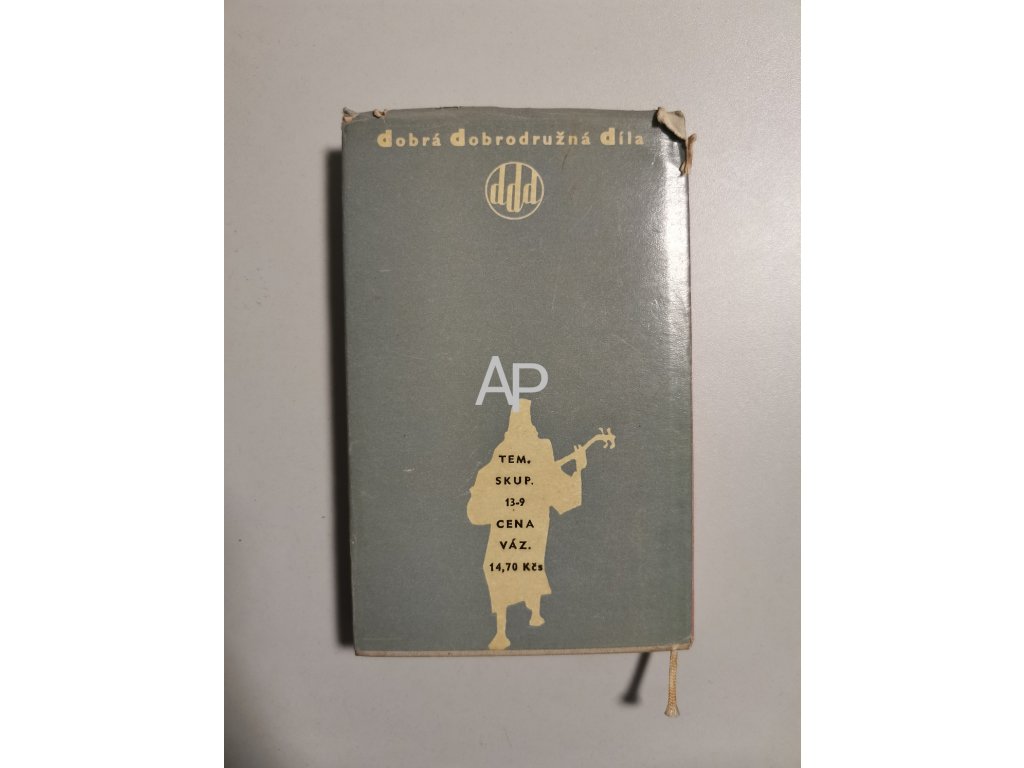 dobrá dobrodružná díla
ddd
AP
TEM.
SKUP.
13-9
CENA
VÁZ.
14,70 Kčs